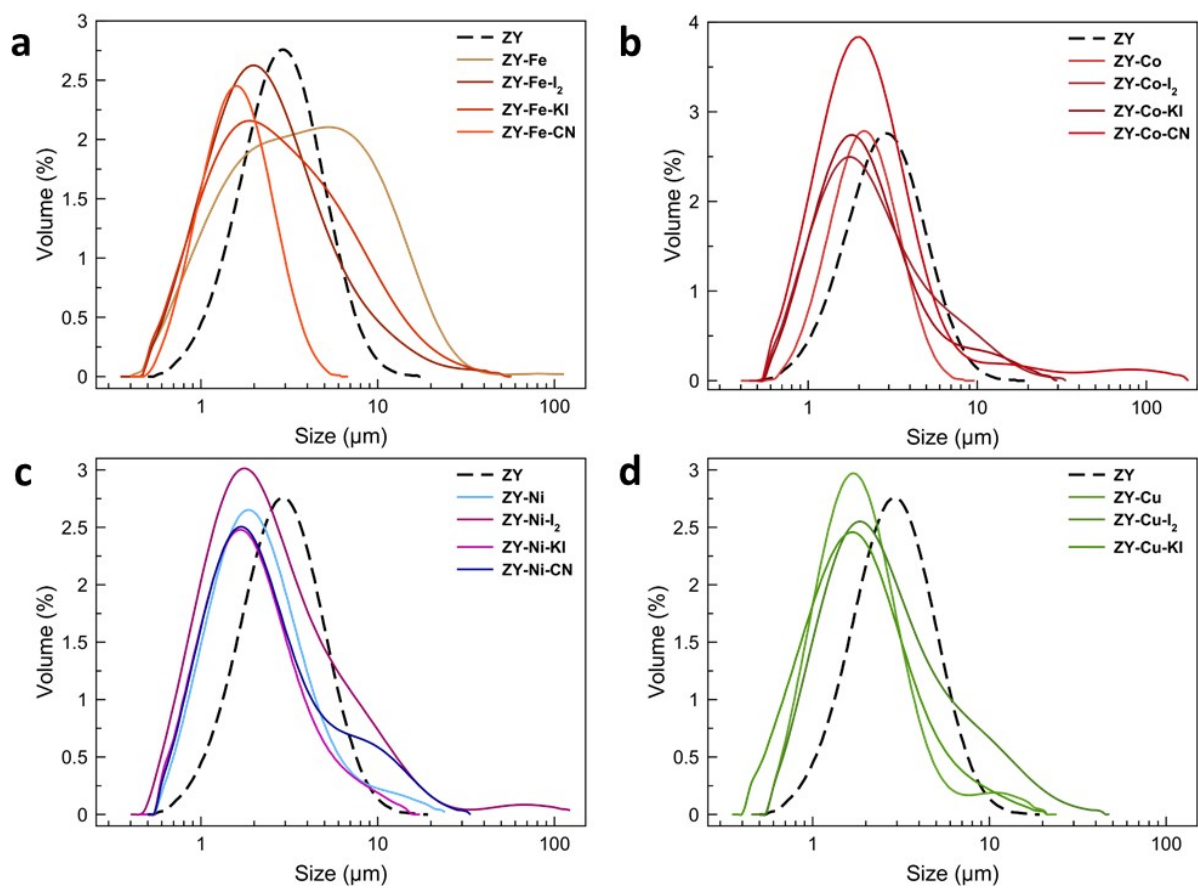 a
3
2.5
2
1.5
1
0.5
0
Volume (%)
ZY
ZY-Fe
ZY-Fe-I₂
ZY-Fe-KI
ZY-Fe-CN
1 10 100
Size (µm)
b
4
3
2
1
0
Volume (%)
ZY
ZY-Co
ZY-Co-I₂
ZY-Co-KI
ZY-Co-CN
1 10 100
Size (µm)
c
3
2.5
2
1.5
1
0.5
0
Volume (%)
ZY
ZY-Ni
ZY-Ni-I₂
ZY-Ni-KI
ZY-Ni-CN
1 10 100
Size (µm)
d
3
2.5
2
1.5
1
0.5
0
Volume (%)
ZY
ZY-Cu
ZY-Cu-I₂
ZY-Cu-KI
1 10 100
Size (µm)